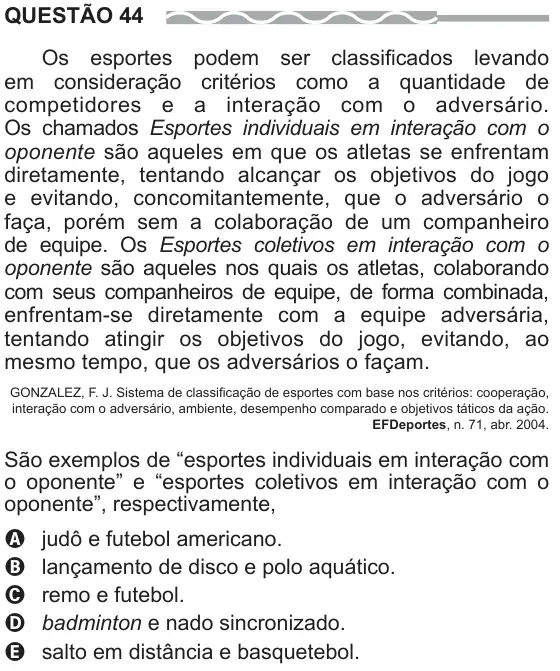 QUESTÃO 44
Os esportes podem ser classificados levando
em consideração critérios como a quantidade de
competidores e a interação com o adversário.
Os chamados Esportes individuais em interação com o
oponente são aqueles em que os atletas se enfrentam
diretamente, tentando alcançar os objetivos do jogo
e evitando, concomitantemente, que o adversário o
faça, porém sem a colaboração de um companheiro
de equipe. Os Esportes coletivos em interação com o
oponente são aqueles nos quais os atletas, colaborando
com seus companheiros de equipe, de forma combinada,
enfrentam-se diretamente com a equipe adversária,
tentando atingir os objetivos do jogo, evitando, ao
mesmo tempo, que os adversários o façam.
GONZALEZ, F. J. Sistema de classificação de esportes com base nos critérios: cooperação,
interação com o adversário, ambiente, desempenho comparado e objetivos táticos da ação.
EFDeportes, n. 71, abr. 2004.
São exemplos de “esportes individuais em interação com
o oponente” e “esportes coletivos em interação com o
oponente”, respectivamente,
A judô e futebol americano.
B lançamento de disco e polo aquático.
C remo e futebol.
D badminton e nado sincronizado.
E salto em distância e basquetebol.